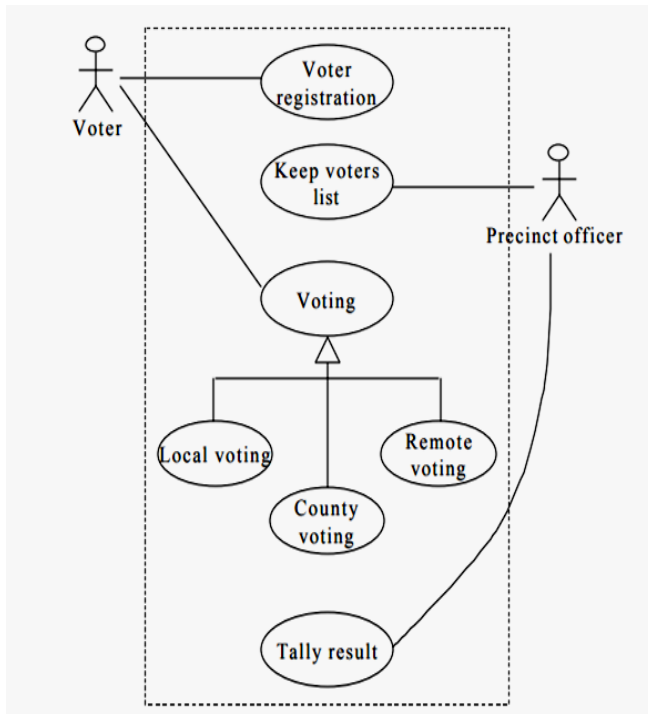 Voter
registration
Voter
Keep voters
list
Precinct officer
Voting
Local voting
Remote
voting
County
voting
Tally result